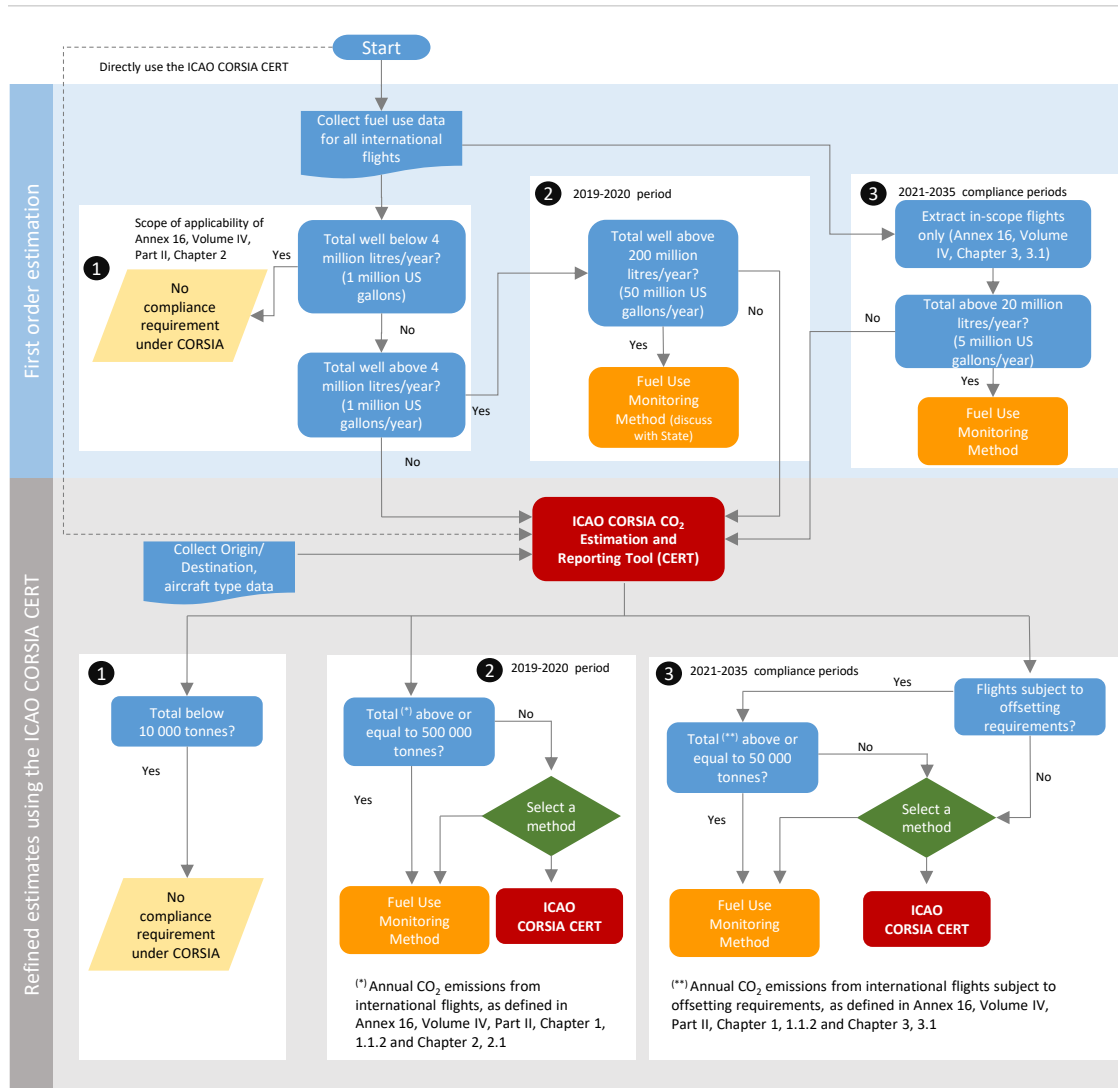 Start
Directly use the ICAO CORSIA CERT
First order estimation
Collect fuel use data
for all international
flights
1
Scope of applicability of
Annex 16, Volume IV,
Part II, Chapter 2
Yes
No
compliance
requirement
under CORSIA
Total well below 4
million litres/year?
(1 million US
gallons)
No
Total well above 4
million litres/year?
(1 million US
gallons/year)
Yes
No
2
2019-2020 period
Total well above
200 million
litres/year?
(50 million US
gallons/year)
No
Yes
Fuel Use
Monitoring
Method (discuss
with State)
3
2021-2035 compliance periods
Extract in-scope flights
only (Annex 16, Volume
IV, Chapter 3, 3.1)
No
Total above 20 million
litres/year?
(5 million US
gallons/year)
Yes
Fuel Use
Monitoring
Method
Refined estimates using the ICAO CORSIA CERT
ICAO CORSIA CO₂
Estimation and
Reporting Tool (CERT)
Collect Origin/
Destination,
aircraft type data
1
Total below
10 000 tonnes?
Yes
No
compliance
requirement
under CORSIA
2
2019-2020 period
Total (*) above or
equal to 500 000
tonnes?
No
Yes
Select a
method
Fuel Use
Monitoring
Method
ICAO
CORSIA CERT
(*) Annual CO₂ emissions from
international flights, as defined in
Annex 16, Volume IV, Part II, Chapter 1,
1.1.2 and Chapter 2, 2.1
3
2021-2035 compliance periods
Yes
Flights subject to
offsetting
requirements?
Total (**) above or
equal to 50 000
tonnes?
No
No
Yes
Select a
method
Fuel Use
Monitoring
Method
ICAO
CORSIA CERT
(**) Annual CO₂ emissions from international flights subject to
offsetting requirements, as defined in Annex 16, Volume IV,
Part II, Chapter 1, 1.1.2 and Chapter 3, 3.1